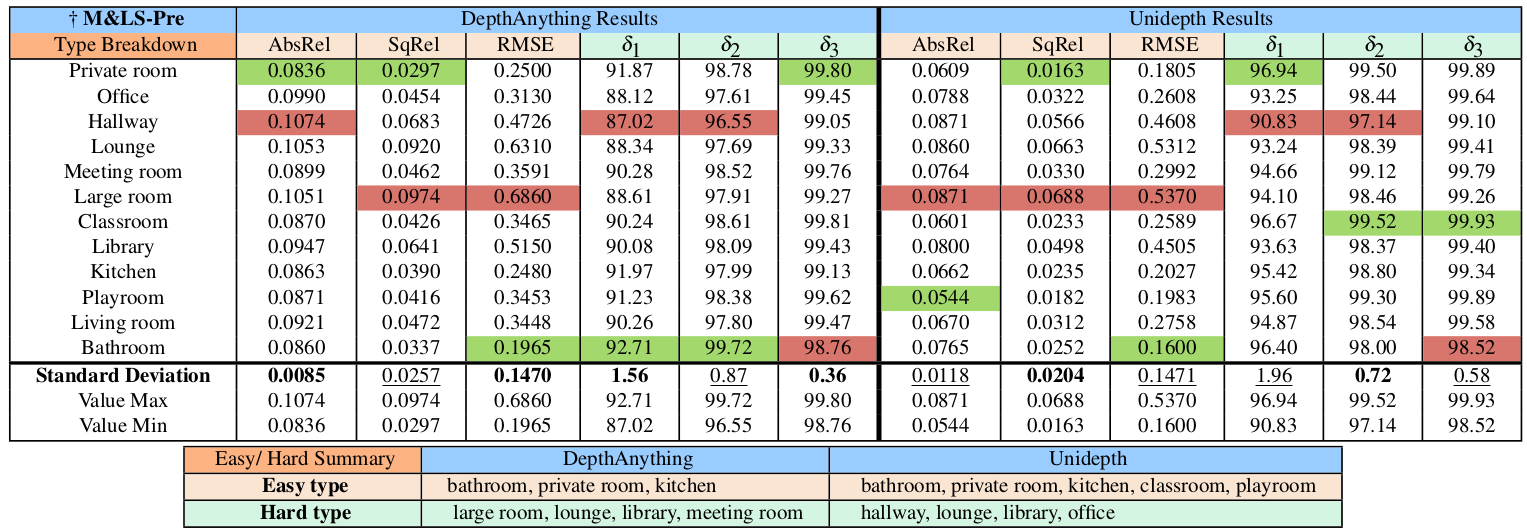 † M&LS-Pre DepthAnything Results Unidepth Results
Type Breakdown AbsRel SqRel RMSE δ1 δ2 δ3 AbsRel SqRel RMSE δ1 δ2 δ3
Private room 0.0836 0.0297 0.2500 91.87 98.78 99.80 0.0609 0.0163 0.1805 96.94 99.50 99.89
Office 0.0990 0.0454 0.3130 88.12 97.61 99.45 0.0788 0.0322 0.2608 93.25 98.44 99.64
Hallway 0.1074 0.0683 0.4726 87.02 96.55 99.05 0.0871 0.0566 0.4608 90.83 97.14 99.10
Lounge 0.1053 0.0920 0.6310 88.34 97.69 99.33 0.0860 0.0663 0.5312 93.24 98.39 99.41
Meeting room 0.0899 0.0462 0.3591 90.28 98.52 99.76 0.0764 0.0330 0.2992 94.66 99.12 99.79
Large room 0.1051 0.0974 0.6860 88.61 97.91 99.27 0.0871 0.0688 0.5370 94.10 98.46 99.26
Classroom 0.0870 0.0426 0.3465 90.24 98.61 99.81 0.0601 0.0233 0.2589 96.67 99.52 99.93
Library 0.0947 0.0641 0.5150 90.08 98.09 99.43 0.0800 0.0498 0.4505 93.63 98.37 99.40
Kitchen 0.0863 0.0390 0.2480 91.97 97.99 99.13 0.0662 0.0235 0.2027 95.42 98.80 99.34
Playroom 0.0871 0.0416 0.3453 91.23 98.38 99.62 0.0544 0.0182 0.1983 95.60 99.30 99.89
Living room 0.0921 0.0472 0.3448 90.26 97.80 99.47 0.0670 0.0312 0.2758 94.87 98.54 99.58
Bathroom 0.0860 0.0337 0.1965 92.71 99.72 98.76 0.0765 0.0252 0.1600 96.40 98.00 98.52
Standard Deviation 0.0085 0.0257 0.1470 1.56 0.87 0.36 0.0118 0.0204 0.1471 1.96 0.72 0.58
Value Max 0.1074 0.0974 0.6860 92.71 99.72 99.80 0.0871 0.0688 0.5370 96.94 99.52 99.93
Value Min 0.0836 0.0297 0.1965 87.02 96.55 98.76 0.0544 0.0163 0.1600 90.83 97.14 98.52
Easy/ Hard Summary DepthAnything Unidepth
Easy type bathroom, private room, kitchen bathroom, private room, kitchen, classroom, playroom
Hard type large room, lounge, library, meeting room hallway, lounge, library, office